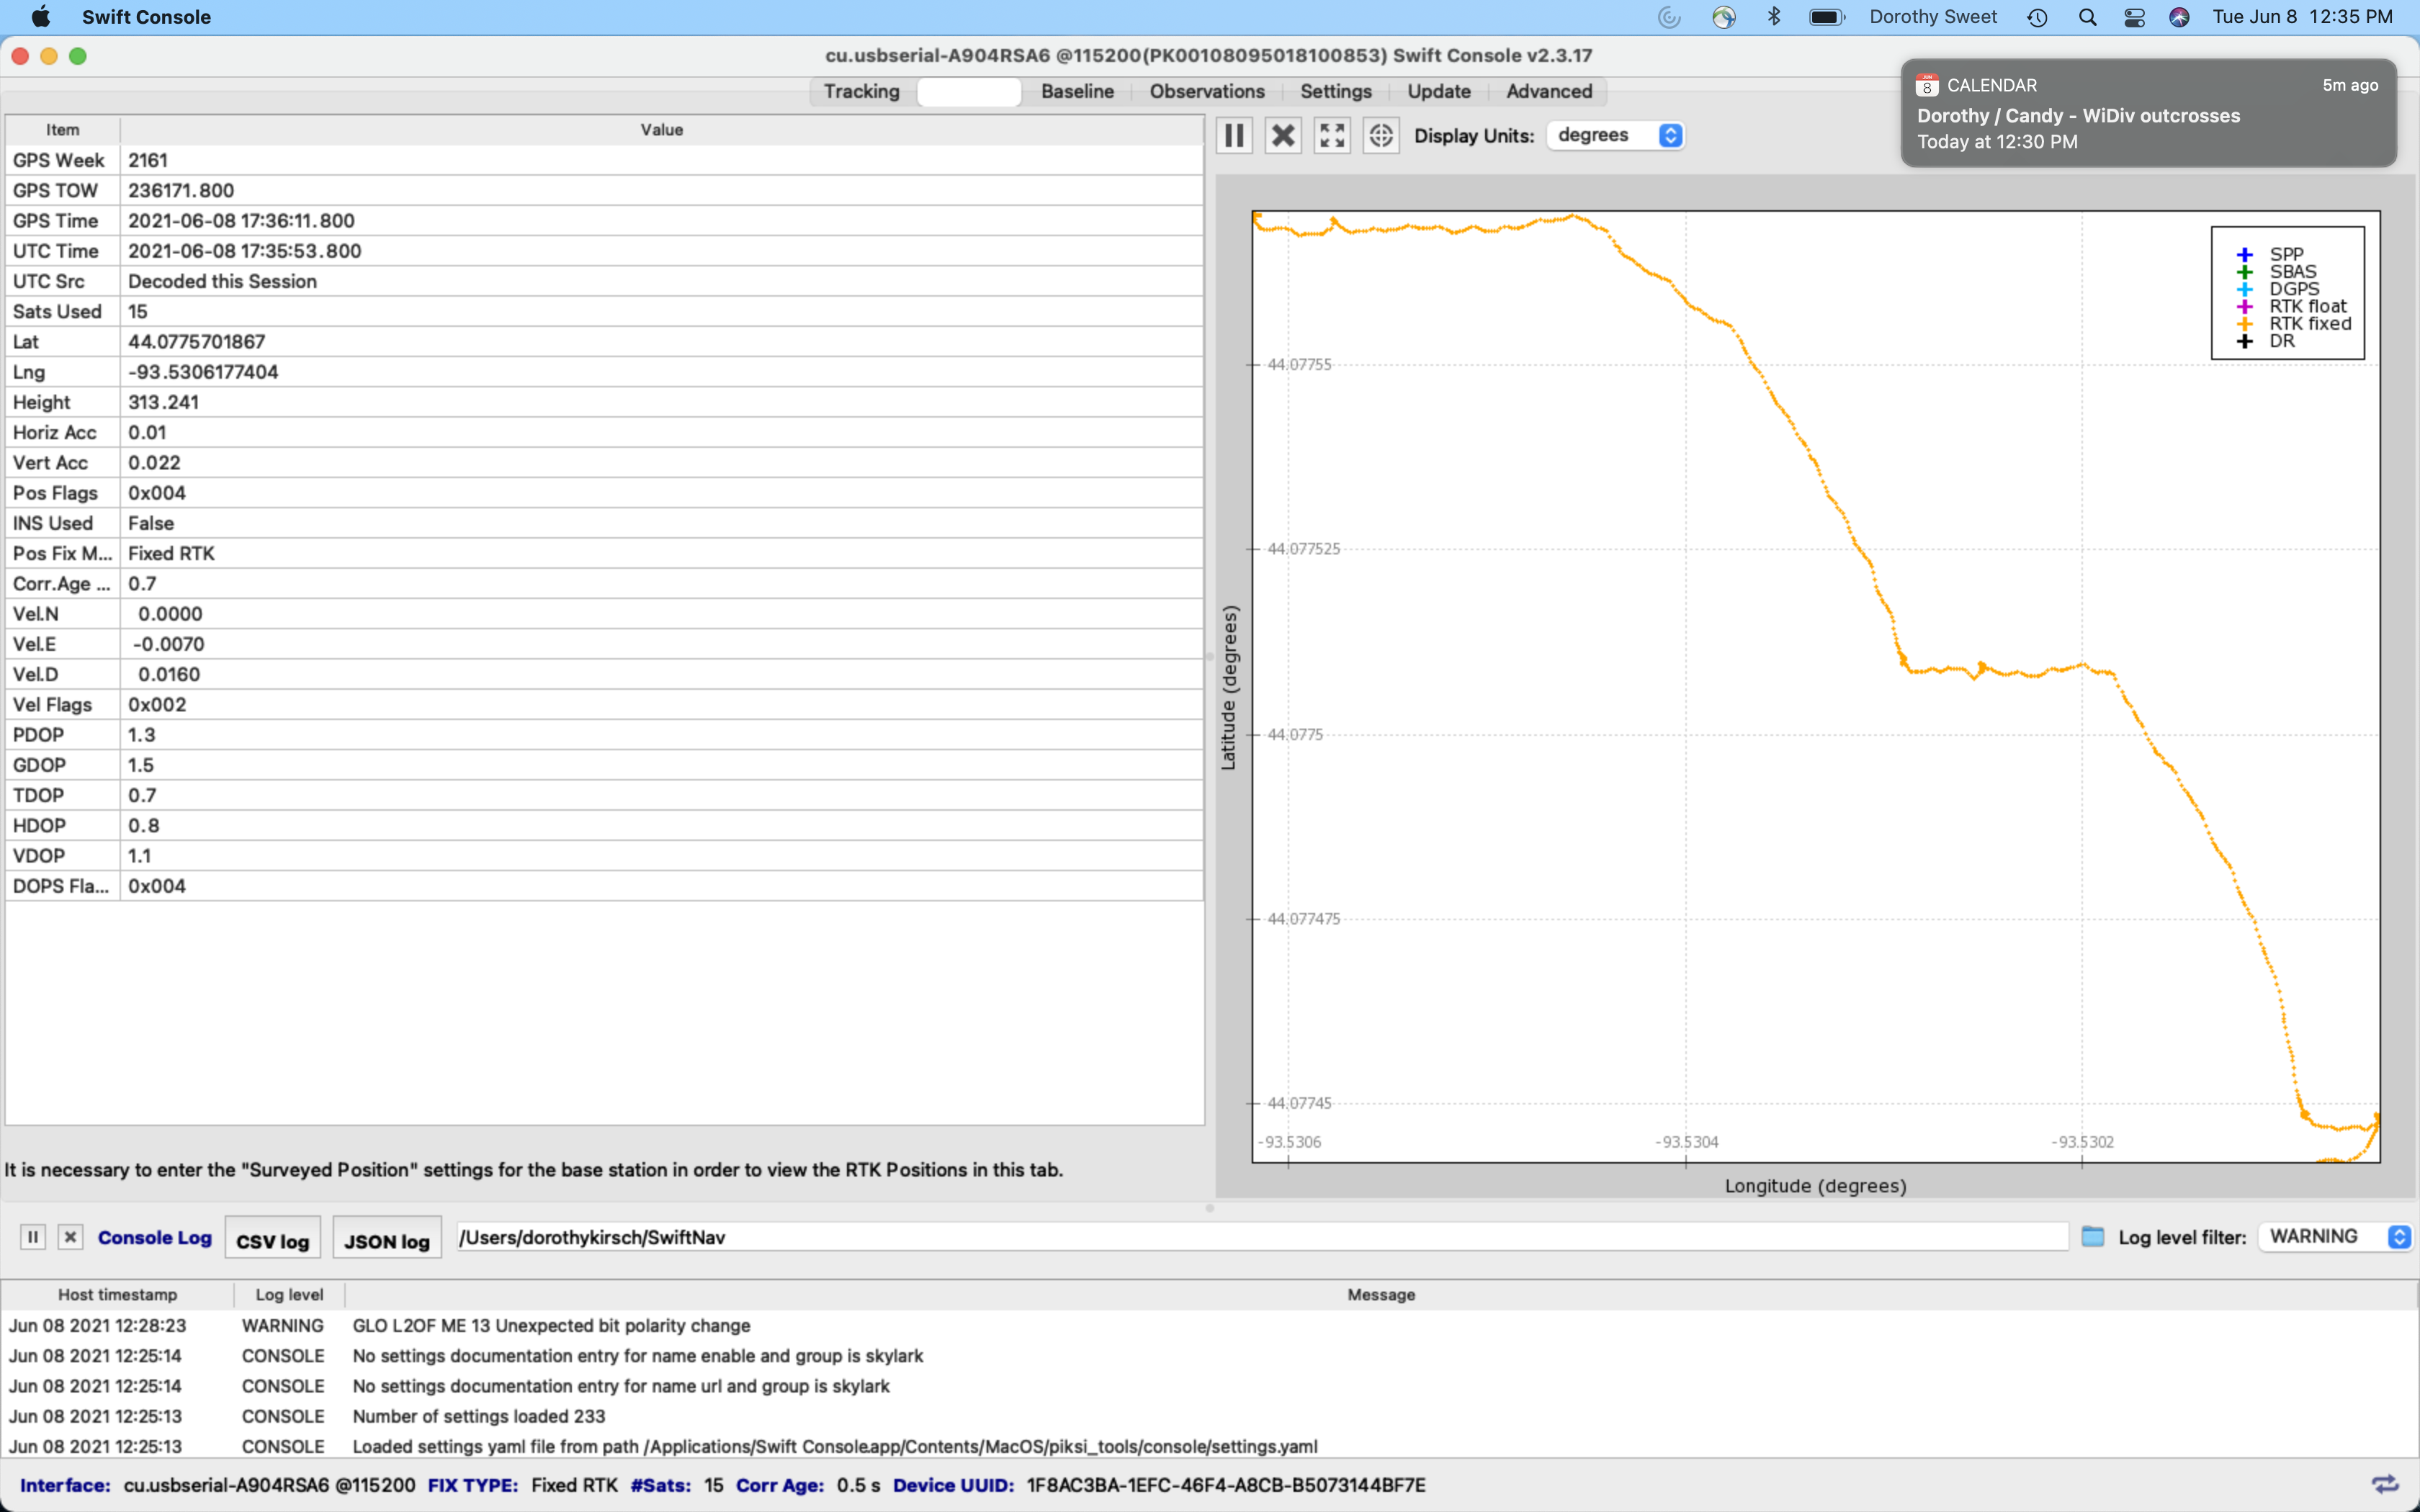 Swift Console
Dorothy Sweet
Tue Jun 8 12:35 PM
cu.usbserial-A904RSA6 @115200(PK00108095018100853) Swift Console v2.3.17
JUN
8
CALENDAR
5m ago
Dorothy / Candy - WiDiv outcrosses
Today at 12:30 PM
Tracking Baseline Observations Settings Update Advanced
Item Value
GPS Week 2161
GPS TOW 236171.800
GPS Time 2021-06-08 17:36:11.800
UTC Time 2021-06-08 17:35:53.800
UTC Src Decoded this Session
Sats Used 15
Lat 44.0775701867
Lng -93.5306177404
Height 313.241
Horiz Acc 0.01
Vert Acc 0.022
Pos Flags 0x004
INS Used False
Pos Fix M... Fixed RTK
Corr.Age ... 0.7
Vel.N 0.0000
Vel.E -0.0070
Vel.D 0.0160
Vel Flags 0x002
PDOP 1.3
GDOP 1.5
TDOP 0.7
HDOP 0.8
VDOP 1.1
DOPS Fla... 0x004
It is necessary to enter the "Surveyed Position" settings for the base station in order to view the RTK Positions in this tab.
Display Units: degrees
SPP
SBAS
DGPS
RTK float
RTK fixed
DR
44.07755
44.077525
44.0775
44.077475
44.07745
Latitude (degrees)
-93.5306 -93.5304 -93.5302
Longitude (degrees)
Console Log CSV log JSON log /Users/dorothykirsch/SwiftNav Log level filter: WARNING
Host timestamp Log level Message
Jun 08 2021 12:28:23 WARNING GLO L2OF ME 13 Unexpected bit polarity change
Jun 08 2021 12:25:14 CONSOLE No settings documentation entry for name enable and group is skylark
Jun 08 2021 12:25:14 CONSOLE No settings documentation entry for name url and group is skylark
Jun 08 2021 12:25:13 CONSOLE Number of settings loaded 233
Jun 08 2021 12:25:13 CONSOLE Loaded settings yaml file from path /Applications/Swift Console.app/Contents/MacOS/piksi_tools/console/settings.yaml
Interface: cu.usbserial-A904RSA6 @115200 FIX TYPE: Fixed RTK #Sats: 15 Corr Age: 0.5 s Device UUID: 1F8AC3BA-1EFC-46F4-A8CB-B5073144BF7E